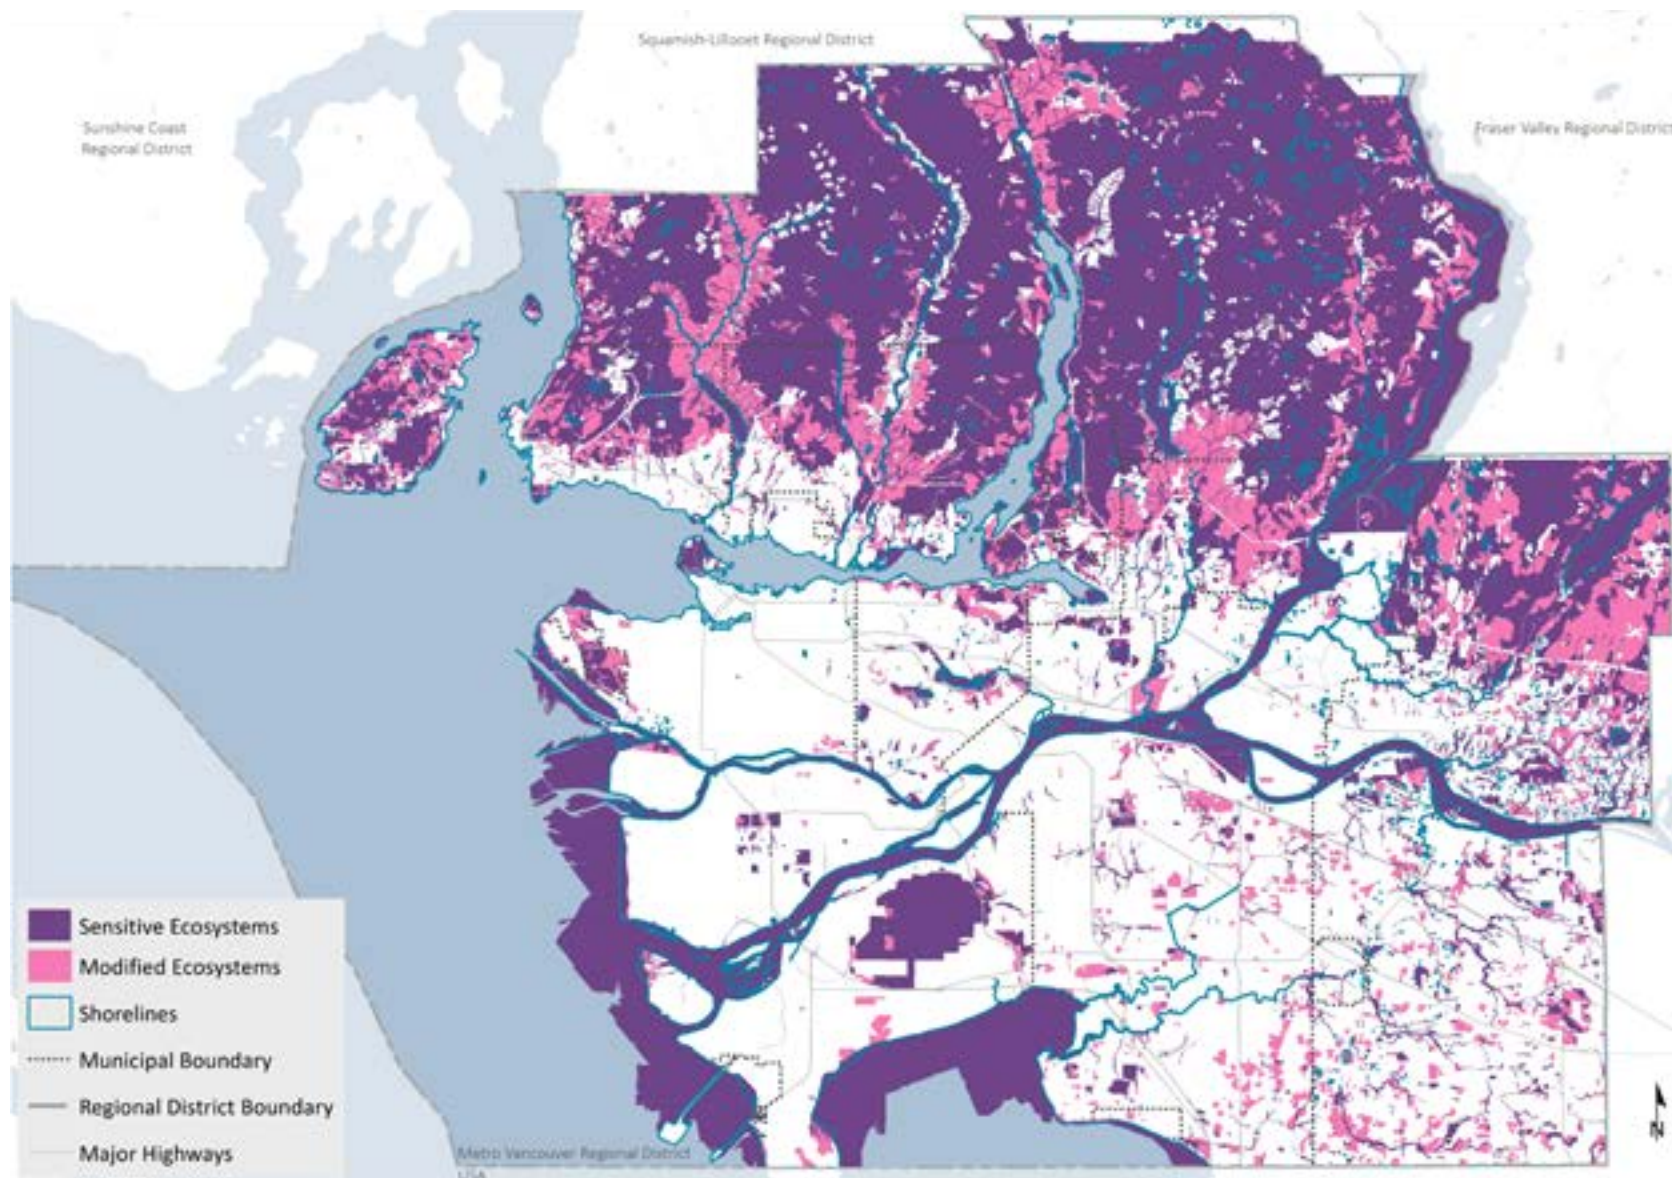 Squamish-Lillooet Regional District
Sunshine Coast
Regional District
Fraser Valley Regional District
Sensitive Ecosystems
Modified Ecosystems
Shorelines
Municipal Boundary
Regional District Boundary
Major Highways
Metro Vancouver Regional District
USA
N